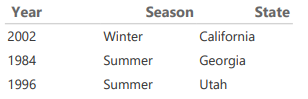 Year Season State
2002 Winter California
1984 Summer Georgia
1996 Summer Utah